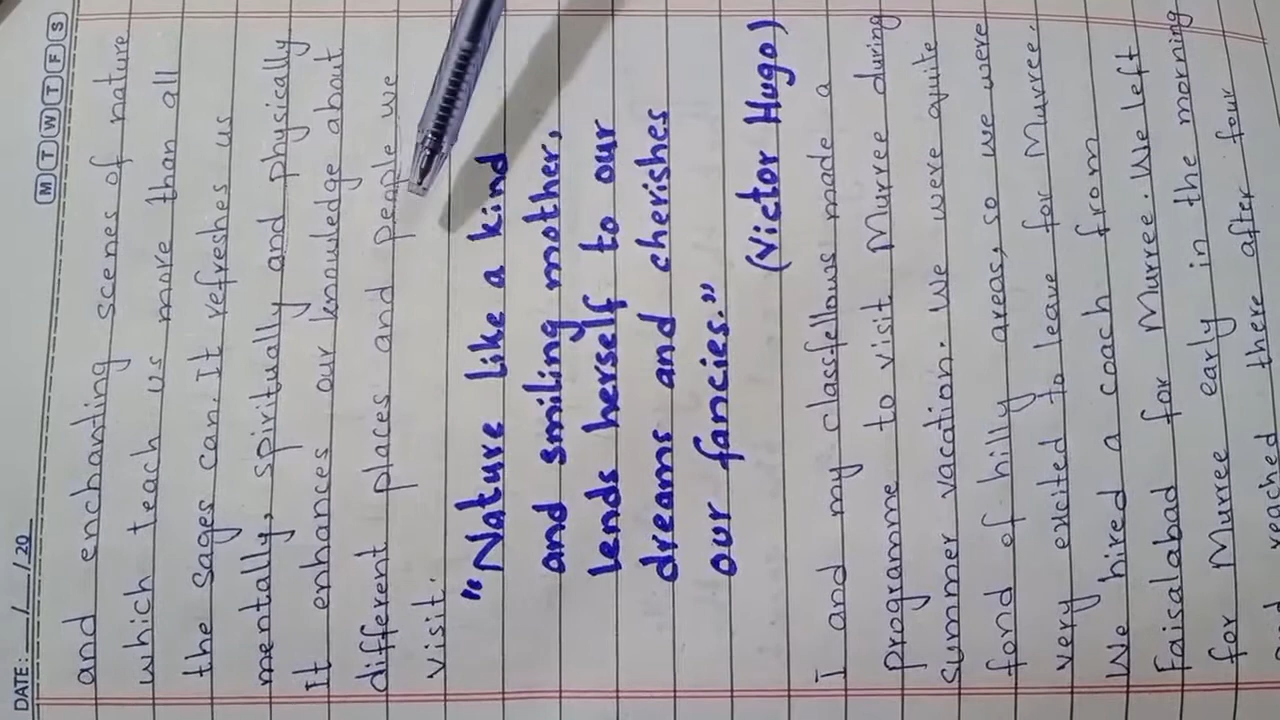 DATE: __/__/20
M T W T F S
and enchanting scenes of nature
which teach us more than all
the sages can. It refreshes us
mentally, spiritually and physically
It enhances our knowledge about
different places and people we
visit.
"Nature like a kind
and smiling mother,
lends herself to our
dreams and cherishes
our fancies."
(Victor Hugo)
I and my classfellows made a
programme to visit Murree during
summer vacation. We were quite
fond of hilly areas, so we were
very excited to leave for Murree.
We hired a coach from
Faisalabad for Murree. We left
for Murree early in the morning
and reached there after four